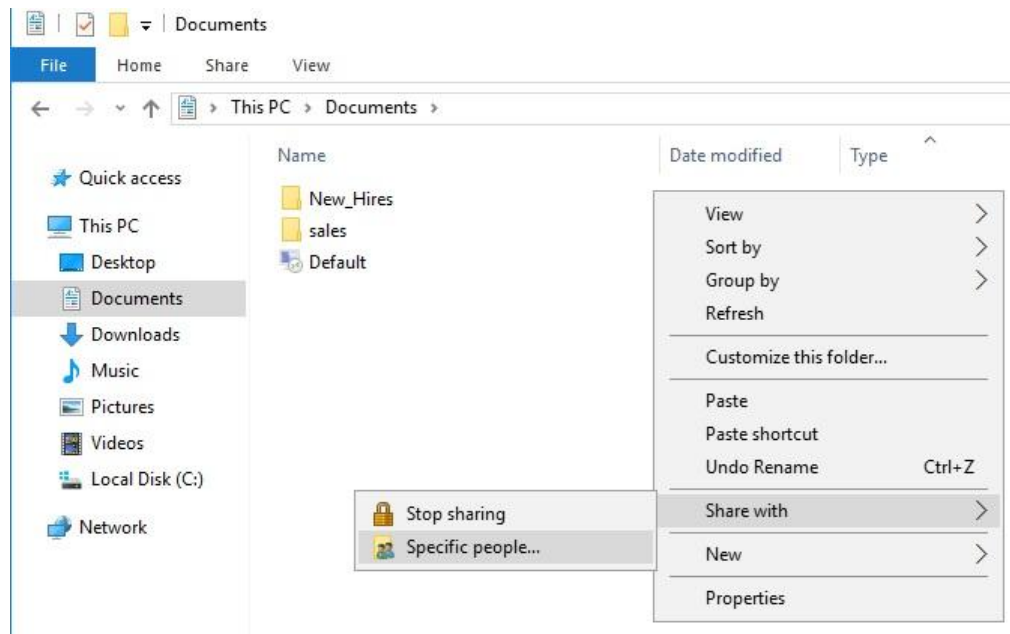 Documents
File Home Share View
This PC > Documents >
Name Date modified Type
Quick access
This PC
Desktop
Documents
Downloads
Music
Pictures
Videos
Local Disk (C:)
Network
New_Hires
sales
Default
View
Sort by
Group by
Refresh
Customize this folder...
Paste
Paste shortcut
Undo Rename Ctrl+Z
Share with
New
Properties
Stop sharing
Specific people...